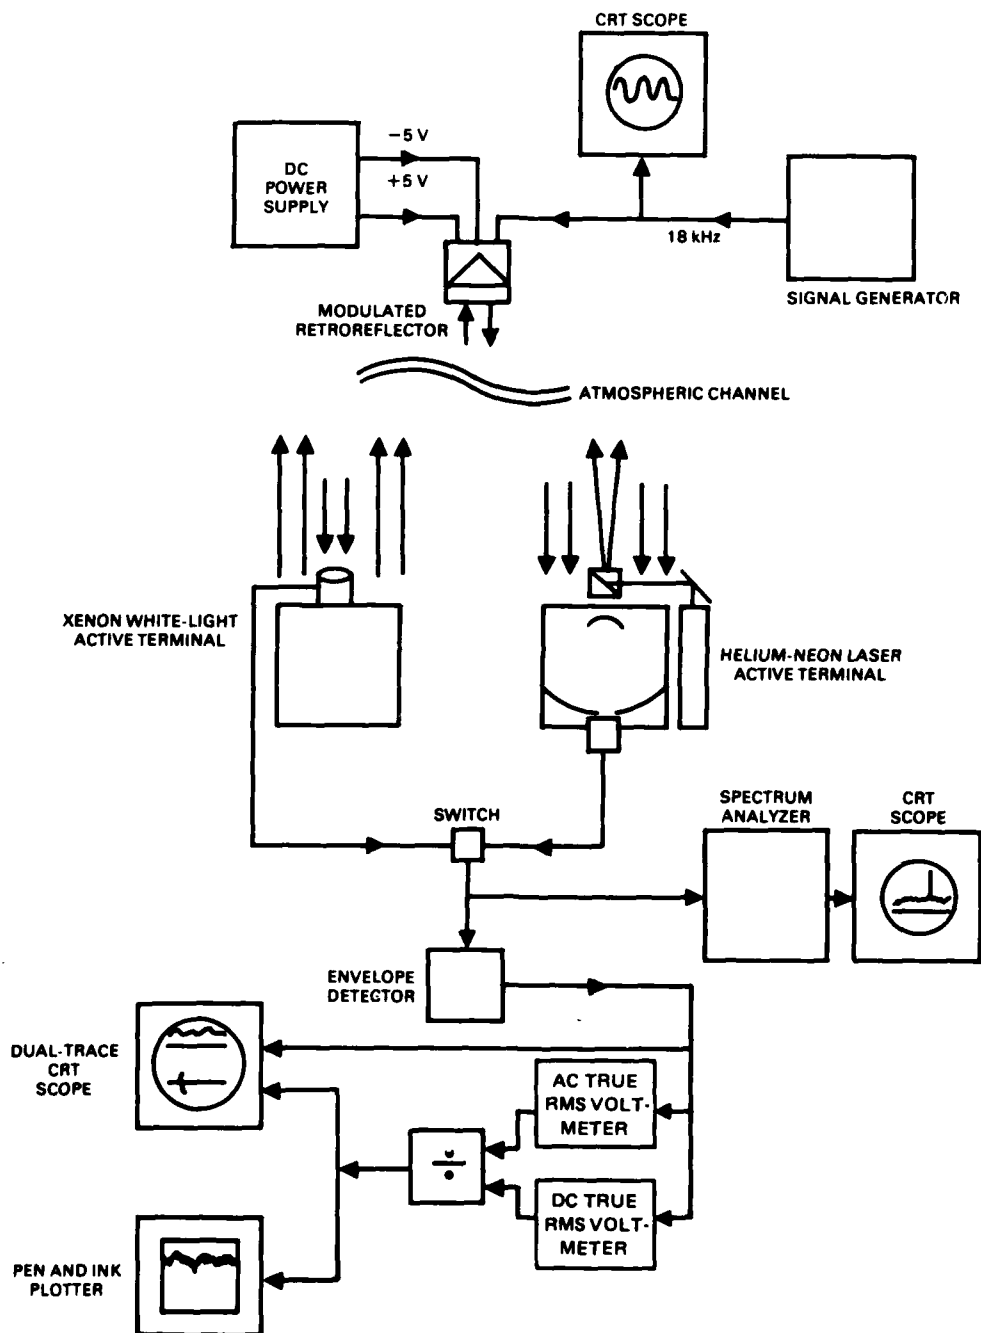 CRT SCOPE
−5 V
DC
POWER
SUPPLY
+5 V
18 kHz
SIGNAL GENERATOR
MODULATED
RETROREFLECTOR
ATMOSPHERIC CHANNEL
XENON WHITE-LIGHT
ACTIVE TERMINAL
HELIUM-NEON LASER
ACTIVE TERMINAL
SWITCH
SPECTRUM
ANALYZER
CRT
SCOPE
ENVELOPE
DETECTOR
DUAL-TRACE
CRT
SCOPE
AC TRUE
RMS VOLT-
METER
÷
DC TRUE
RMS VOLT-
METER
PEN AND INK
PLOTTER